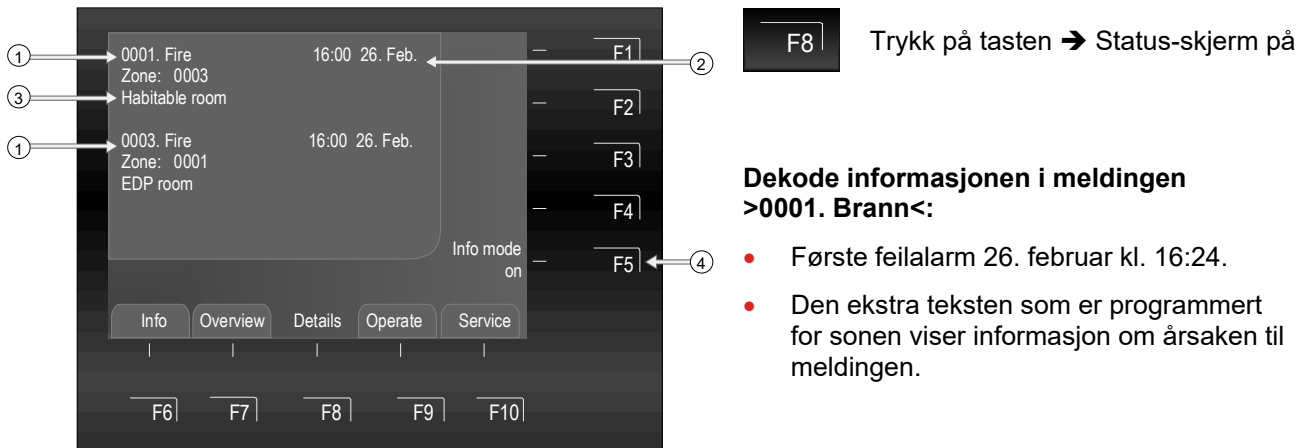 1
0001. Fire 16:00 26. Feb.
2
Zone: 0003
3
Habitable room
1
0003. Fire 16:00 26. Feb.
Zone: 0001
EDP room
Info mode
on
4
F1
F2
F3
F4
F5
Info Overview Details Operate Service
F6 F7 F8 F9 F10
F8 Trykk på tasten ➔ Status-skjerm på
Dekode informasjonen i meldingen
>0001. Brann<:
• Første feilalarm 26. februar kl. 16:24.
• Den ekstra teksten som er programmert
for sonen viser informasjon om årsaken til
meldingen.